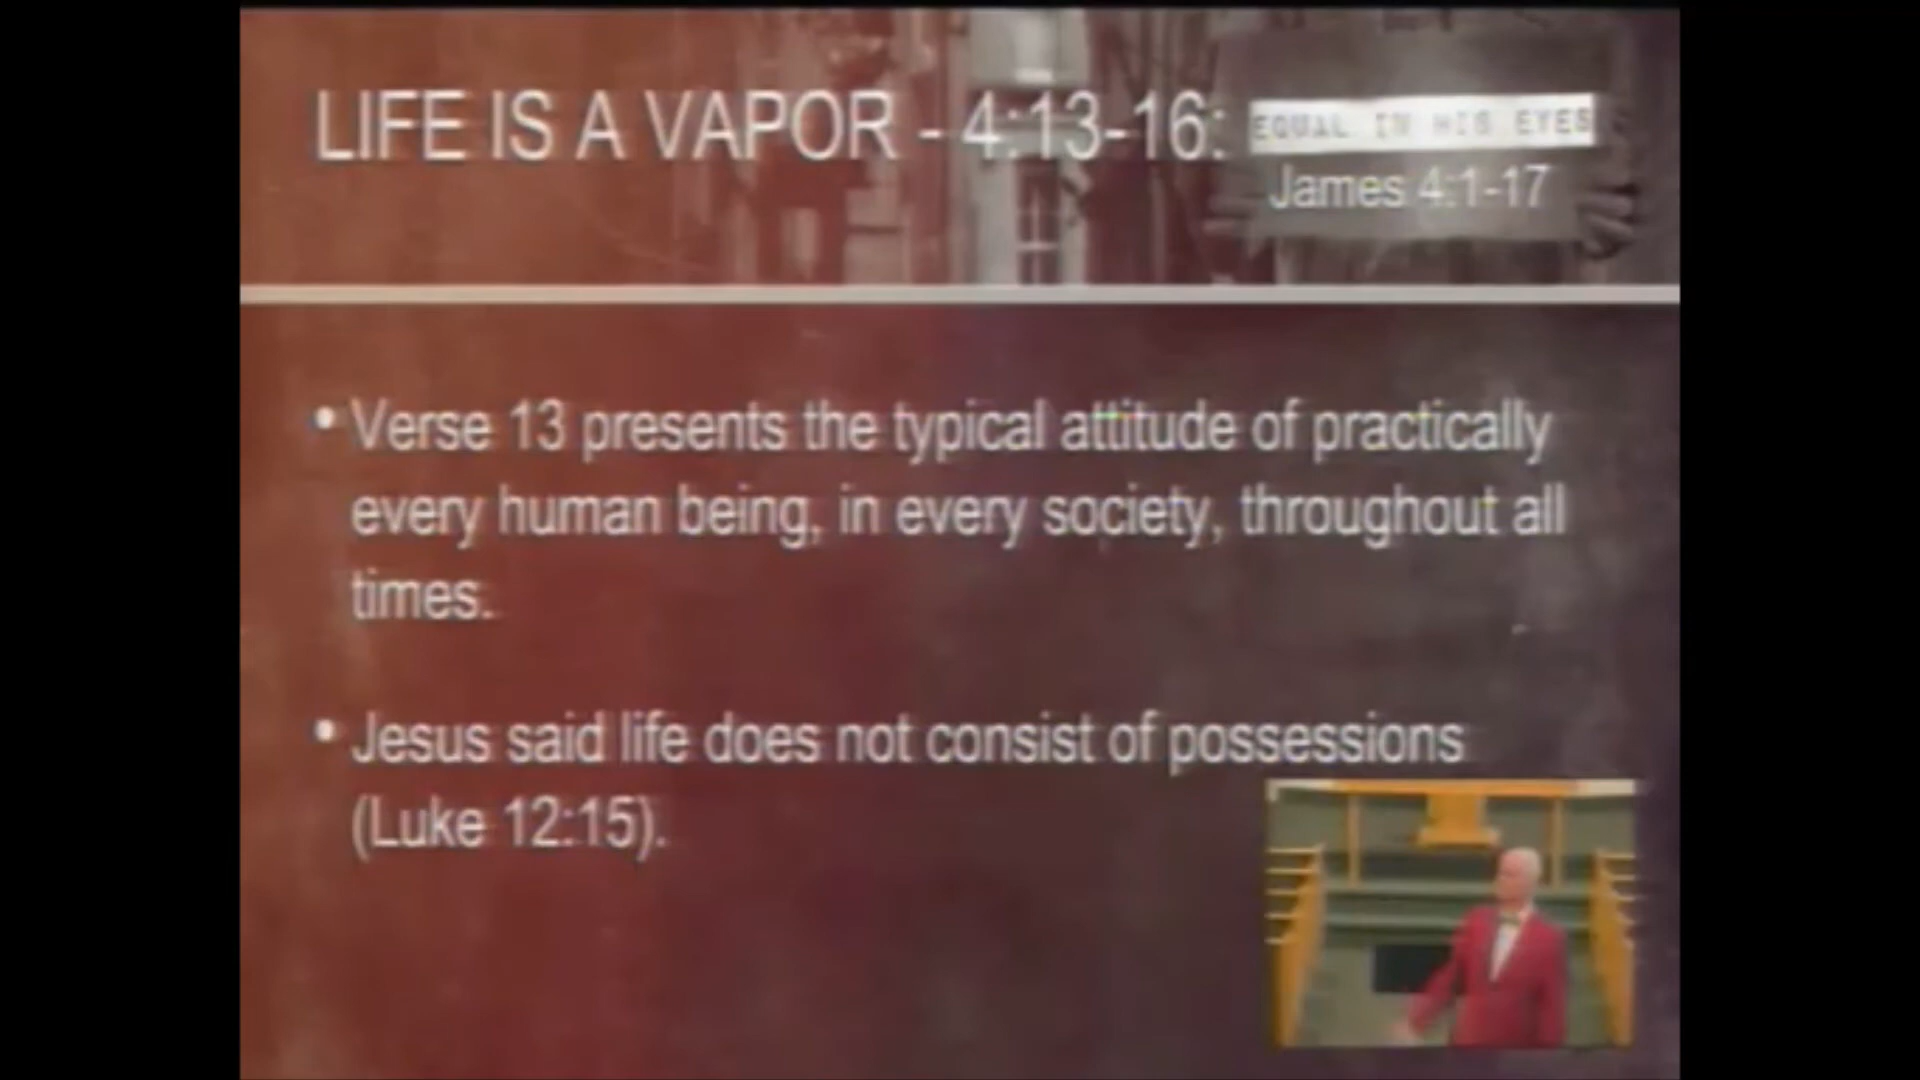 LIFE IS A VAPOR - 4:13-16:
EQUAL IN HIS EYES
James 4:1-17
• Verse 13 presents the typical attitude of practically
every human being, in every society, throughout all
times.
• Jesus said life does not consist of possessions
(Luke 12:15).